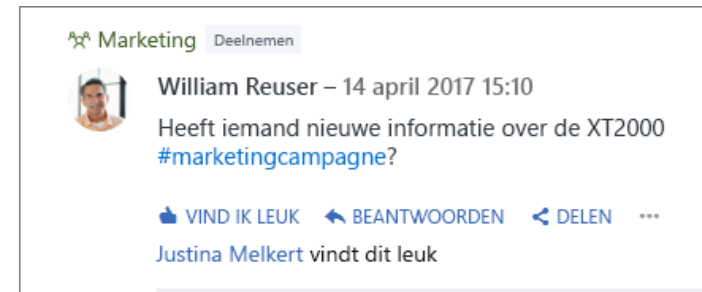 Marketing Deelnemen
William Reuser – 14 april 2017 15:10
Heeft iemand nieuwe informatie over de XT2000
#marketingcampagne?
VIND IK LEUK BEANTWOORDEN DELEN ···
Justina Melkert vindt dit leuk